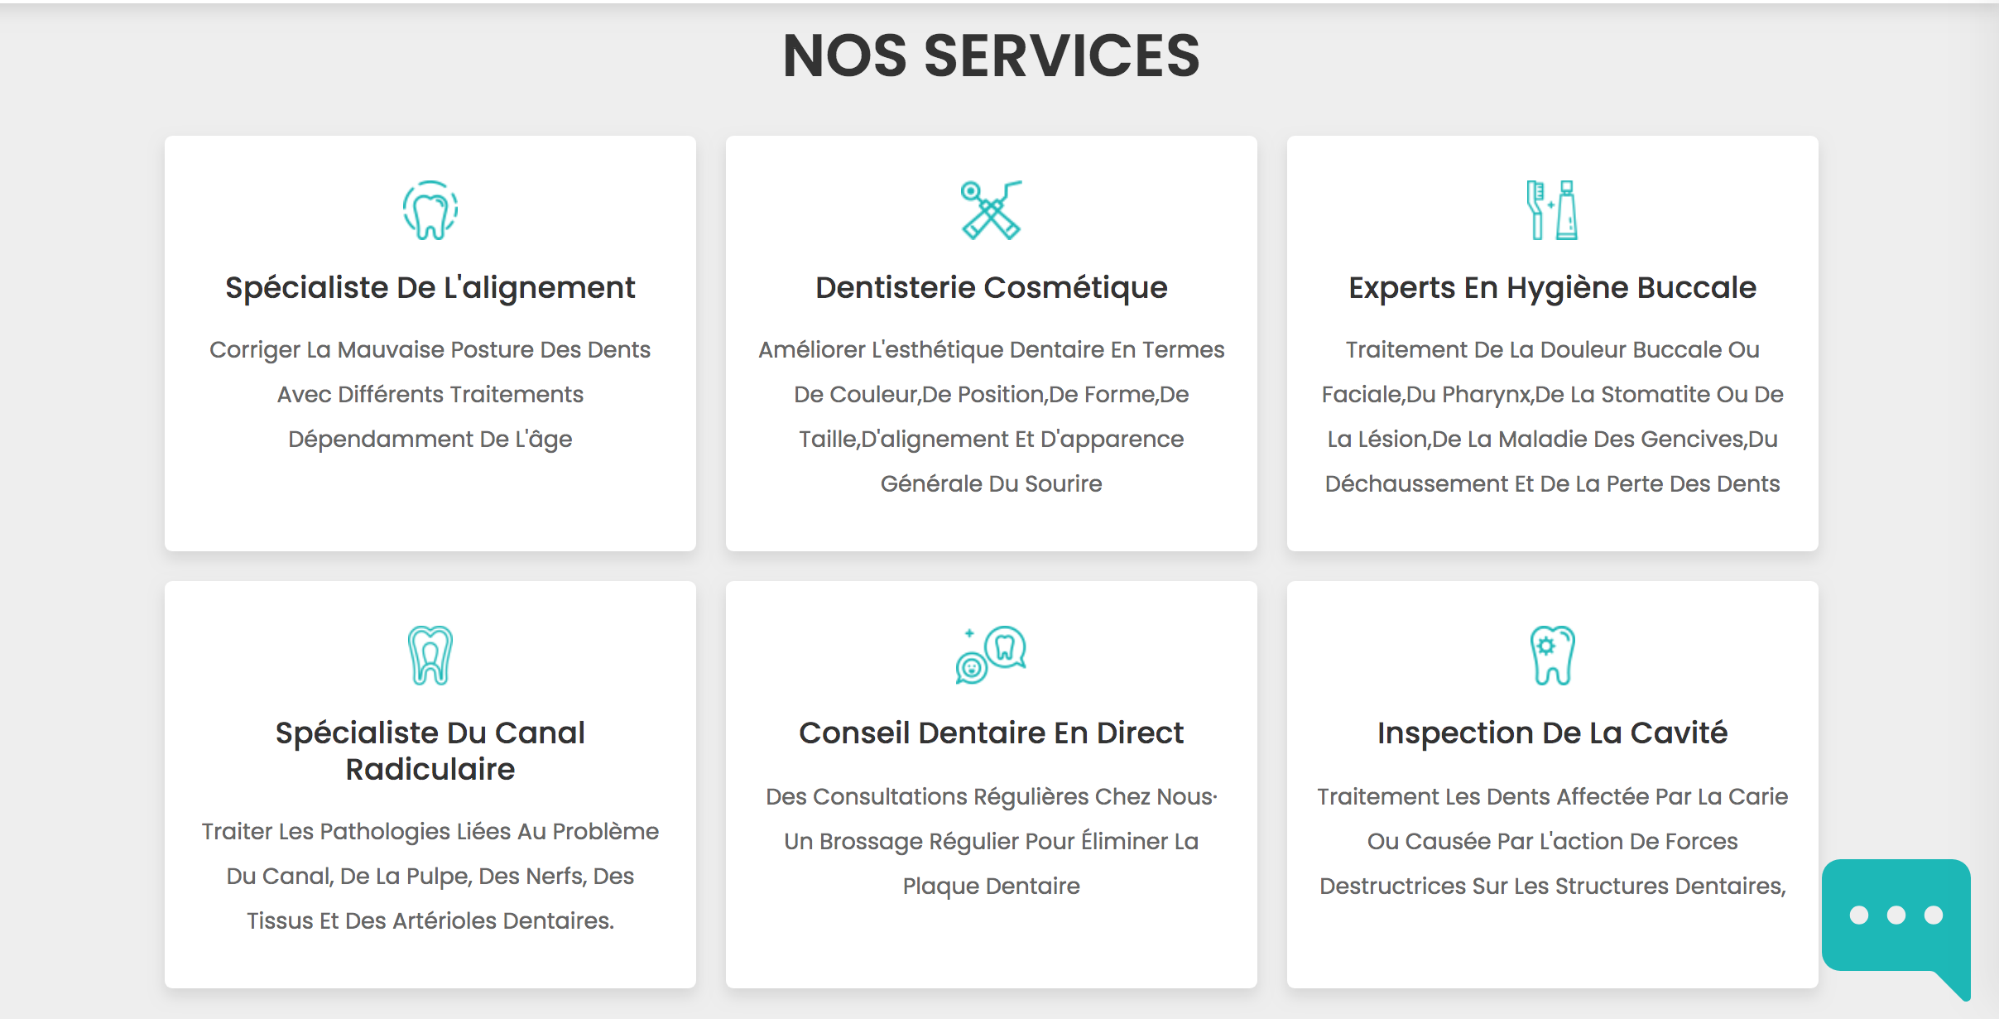 NOS SERVICES
Spécialiste De L'alignement
Corriger La Mauvaise Posture Des Dents
Avec Différents Traitements
Dépendamment De L'âge
Dentisterie Cosmétique
Améliorer L'esthétique Dentaire En Termes
De Couleur,De Position,De Forme,De
Taille,D'alignement Et D'apparence
Générale Du Sourire
Experts En Hygiène Buccale
Traitement De La Douleur Buccale Ou
Faciale,Du Pharynx,De La Stomatite Ou De
La Lésion,De La Maladie Des Gencives,Du
Déchaussement Et De La Perte Des Dents
Spécialiste Du Canal
Radiculaire
Traiter Les Pathologies Liées Au Problème
Du Canal, De La Pulpe, Des Nerfs, Des
Tissus Et Des Artérioles Dentaires.
Conseil Dentaire En Direct
Des Consultations Régulières Chez Nous·
Un Brossage Régulier Pour Éliminer La
Plaque Dentaire
Inspection De La Cavité
Traitement Les Dents Affectée Par La Carie
Ou Causée Par L'action De Forces
Destructrices Sur Les Structures Dentaires,